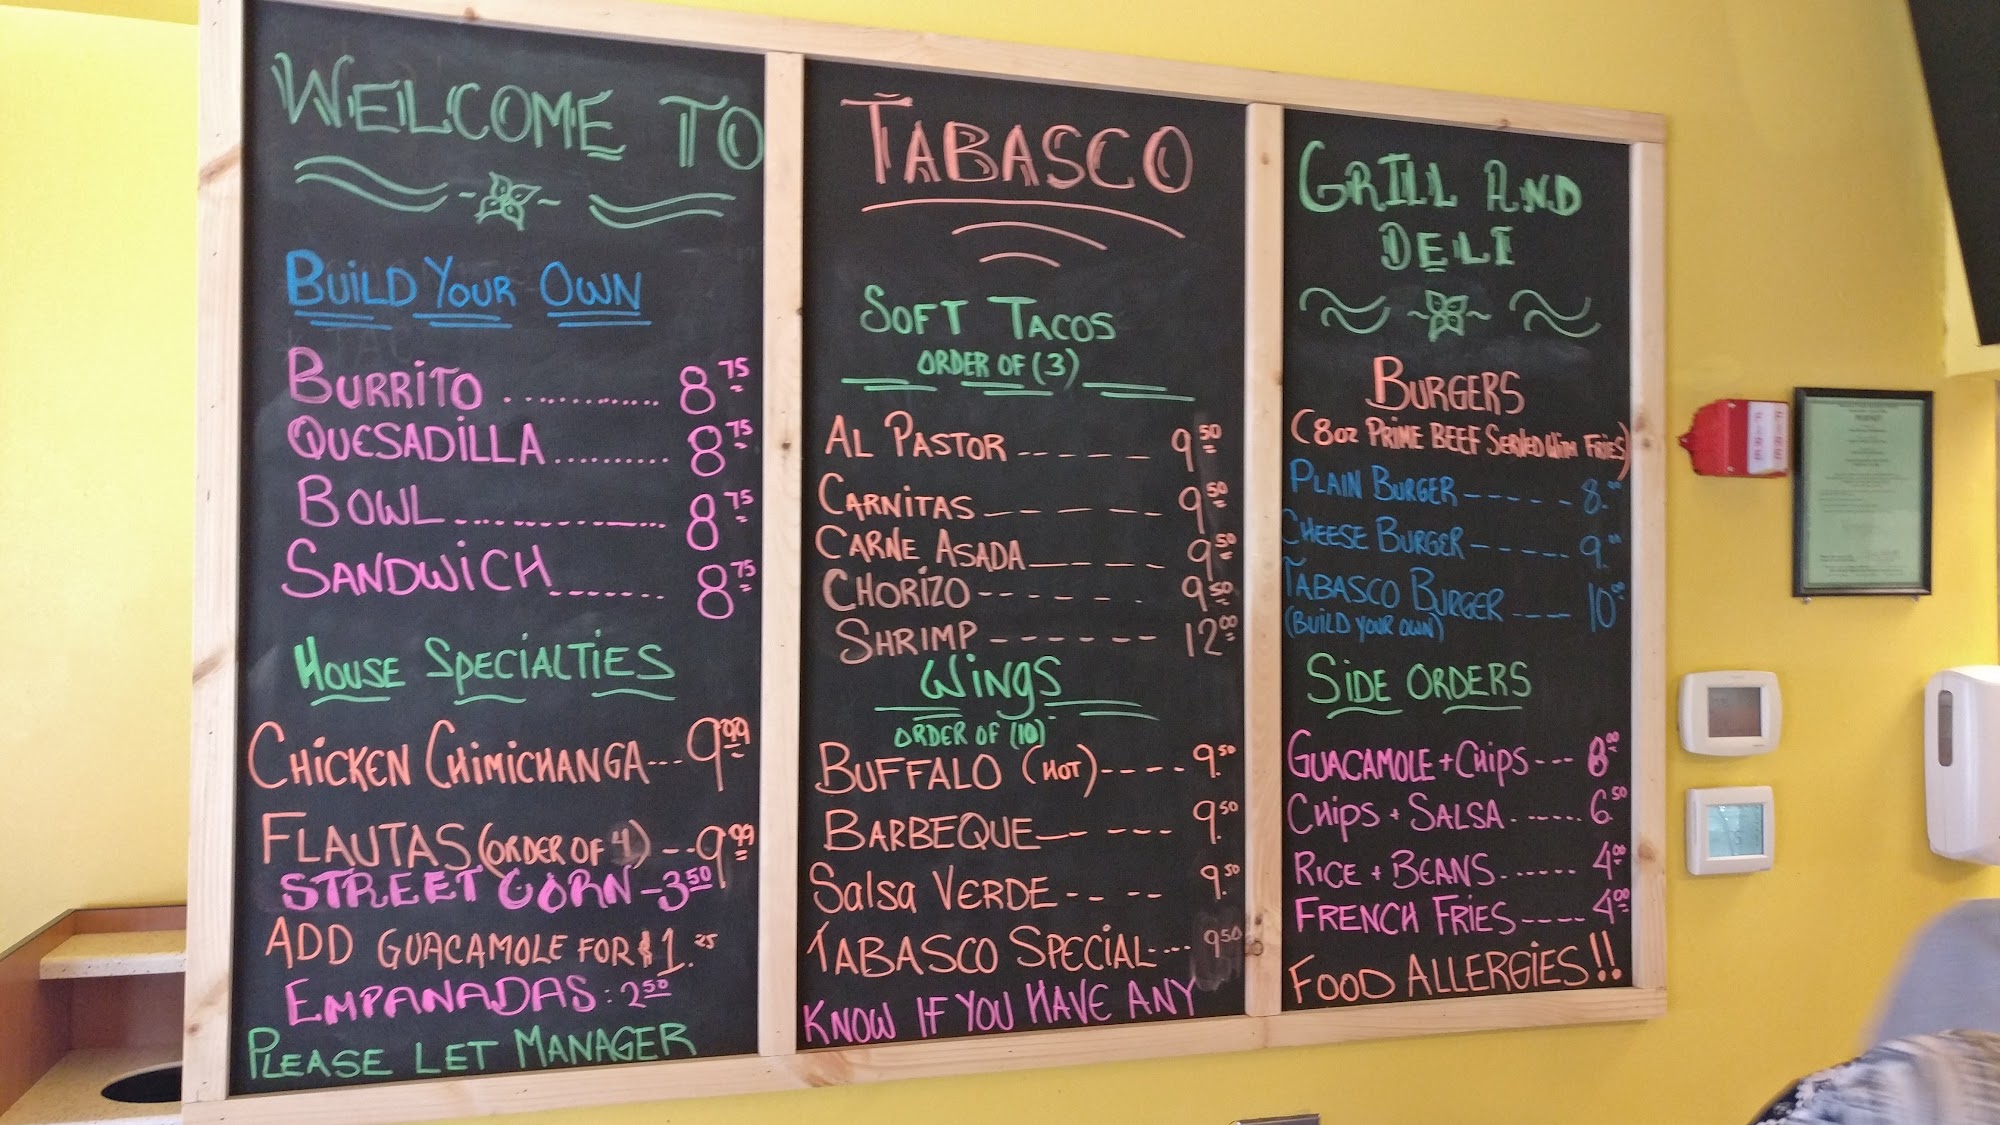 WELCOME TO
BUILD YOUR OWN
BURRITO ............. 8.75
QUESADILLA .......... 8.75
BOWL ................ 8.75
SANDWICH ....... 8.75
HOUSE SPECIALTIES
CHICKEN CHIMICHANGA --- 9.99
FLAUTAS (ORDER OF 4) --- 9.99
STREET CORN - 3.50
ADD GUACAMOLE FOR $1.25
EMPANADAS: 2.50
PLEASE LET MANAGER
TABASCO
SOFT TACOS
ORDER OF (3)
AL PASTOR ----- 9.50
CARNITAS ----- 9.50
CARNE ASADA ---- 9.50
CHORIZO ------ 9.50
SHRIMP ------ 12.00
WINGS
ORDER OF (10)
BUFFALO (HOT) ---- 9.50
BARBEQUE ----- 9.50
SALSA VERDE ---- 9.50
TABASCO SPECIAL ---- 9.50
KNOW IF YOU HAVE ANY
GRILL AND
DELI
BURGERS
(8oz PRIME BEEF SERVED WITH FRIES)
PLAIN BURGER ----- 8.00
CHEESE BURGER ----- 9.00
TABASCO BURGER --- 10.00
(BUILD YOUR OWN)
SIDE ORDERS
GUACAMOLE + CHIPS --- 8.00
CHIPS + SALSA ...... 6.50
RICE + BEANS ...... 4.00
FRENCH FRIES ---- 4.00
FOOD ALLERGIES!!
FIRE